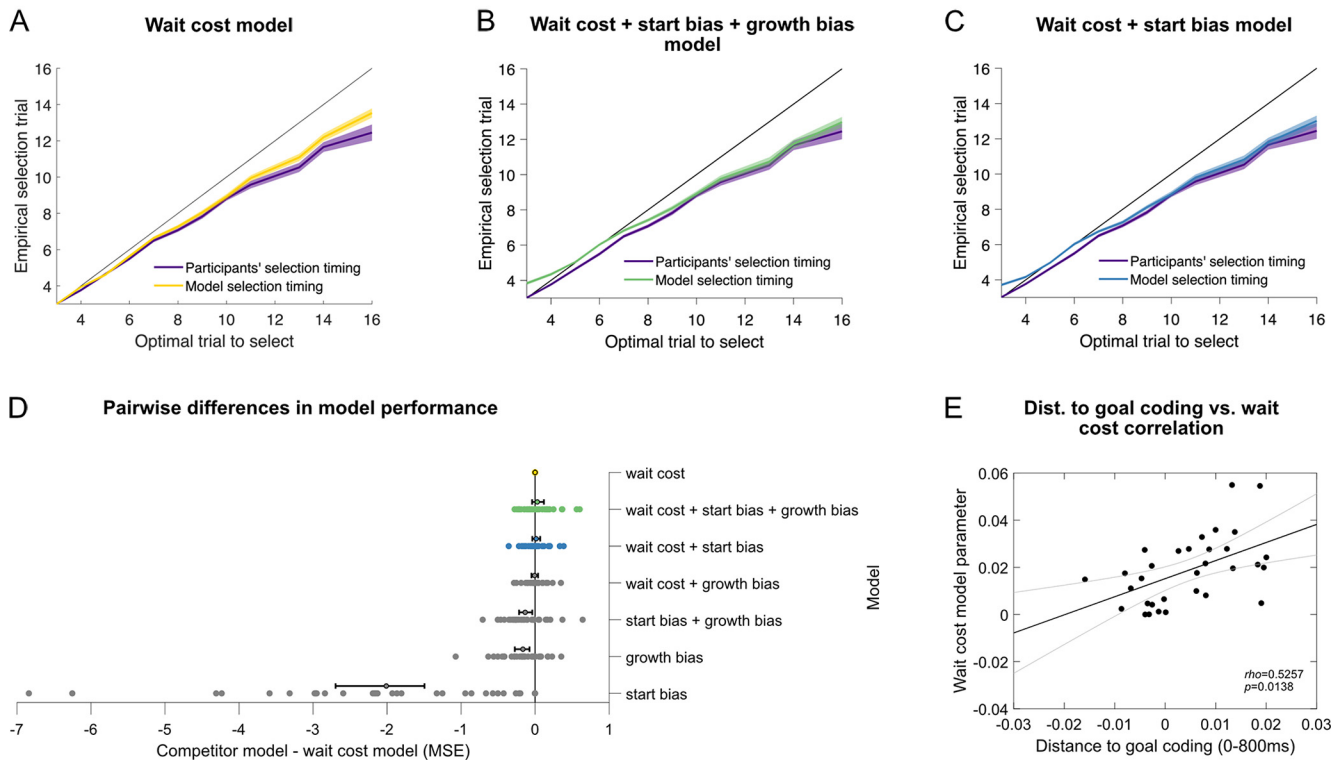 A
Wait cost model
Empirical selection trial
16
14
12
10
8
6
4
Participants' selection timing
Model selection timing
4
6
8
10
12
14
16
Optimal trial to select
B
Wait cost + start bias + growth bias
model
Empirical selection trial
16
14
12
10
8
6
4
Participants' selection timing
Model selection timing
4
6
8
10
12
14
16
Optimal trial to select
C
Wait cost + start bias model
Empirical selection trial
16
14
12
10
8
6
4
Participants' selection timing
Model selection timing
4
6
8
10
12
14
16
Optimal trial to select
D
Pairwise differences in model performance
wait cost
wait cost + start bias + growth bias
wait cost + start bias
wait cost + growth bias
start bias + growth bias
growth bias
start bias
Model
-7
-6
-5
-4
-3
-2
-1
0
1
Competitor model - wait cost model (MSE)
E
Dist. to goal coding vs. wait
cost correlation
Wait cost model parameter
0.06
0.04
0.02
0
-0.02
-0.04
rho=0.5257
p=0.0138
-0.03
-0.02
-0.01
0
0.01
0.02
0.03
Distance to goal coding (0-800ms)